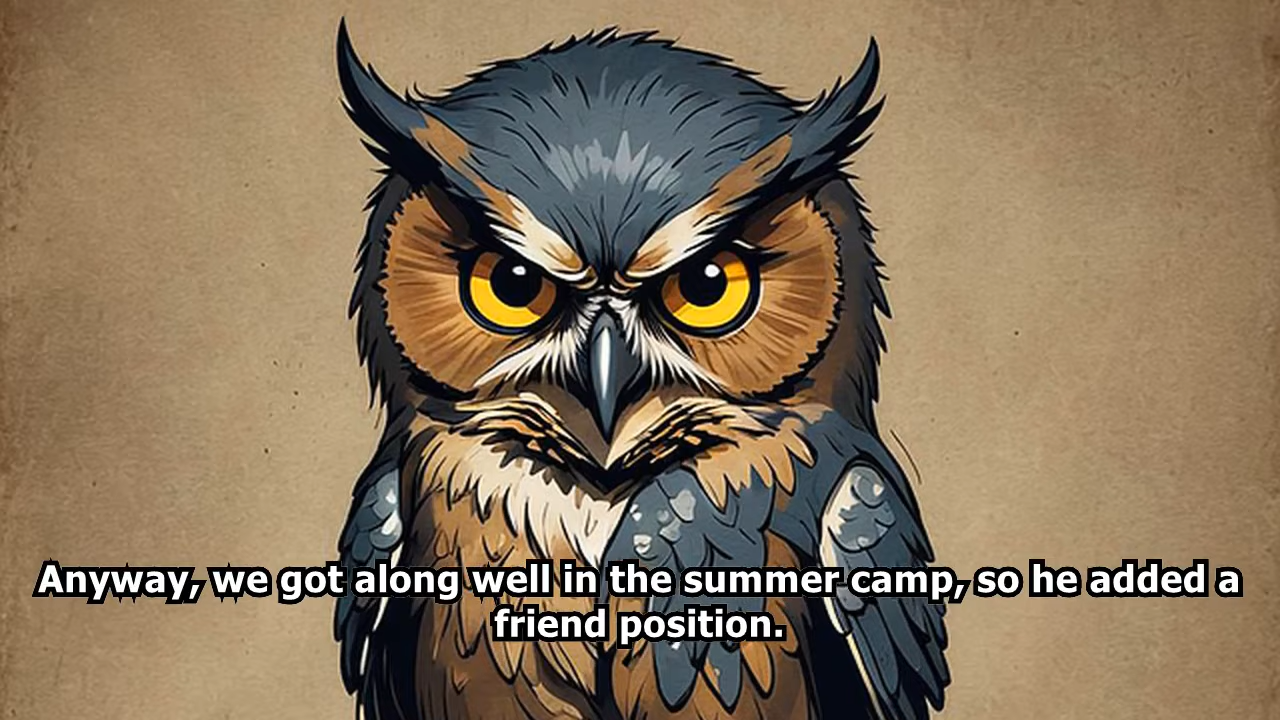 Anyway, we got along well in the summer camp, so he added a
friend position.